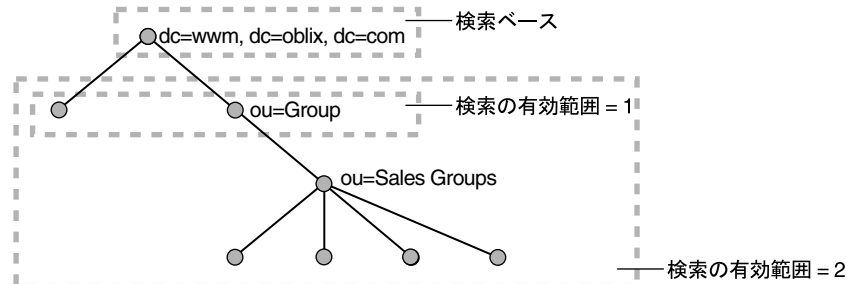 dc=wwm, dc=oblix, dc=com
検索ベース
ou=Group
検索の有効範囲 = 1
ou=Sales Groups
検索の有効範囲 = 2